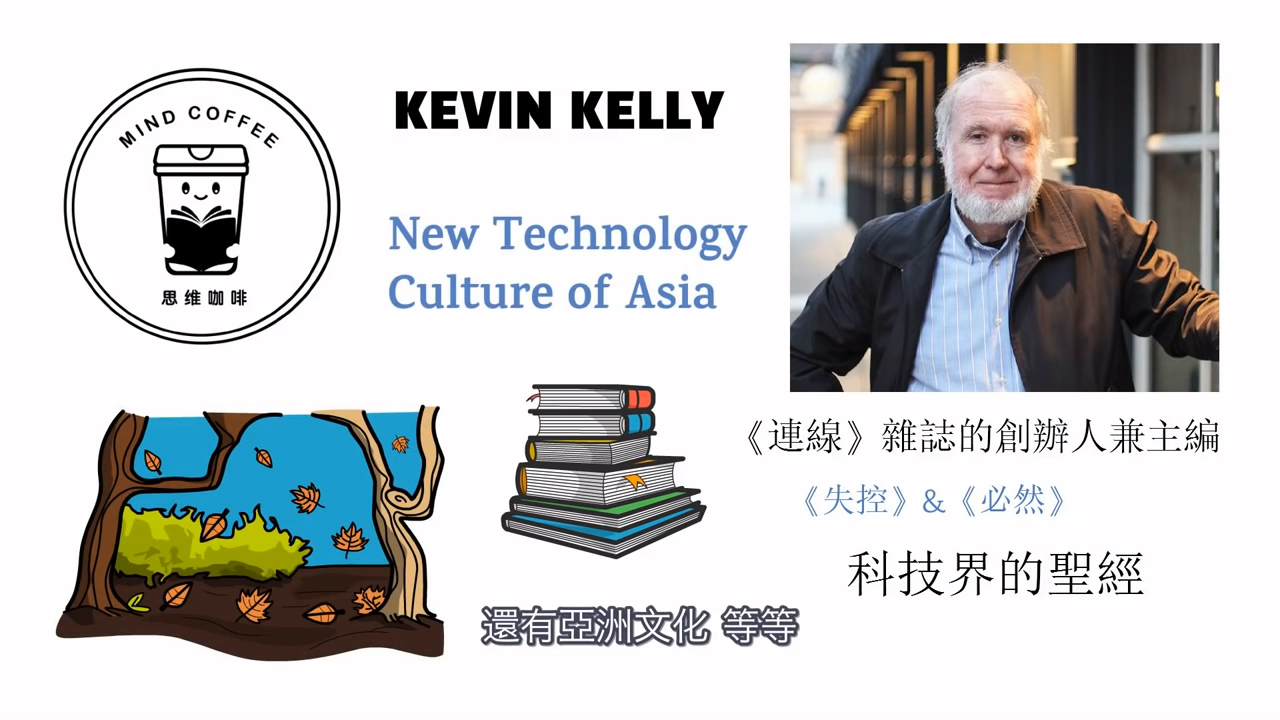 MIND COFFEE
思维咖啡
KEVIN KELLY
New Technology
Culture of Asia
《連線》雜誌的創辦人兼主編
《失控》&《必然》
科技界的聖經
還有亞洲文化 等等